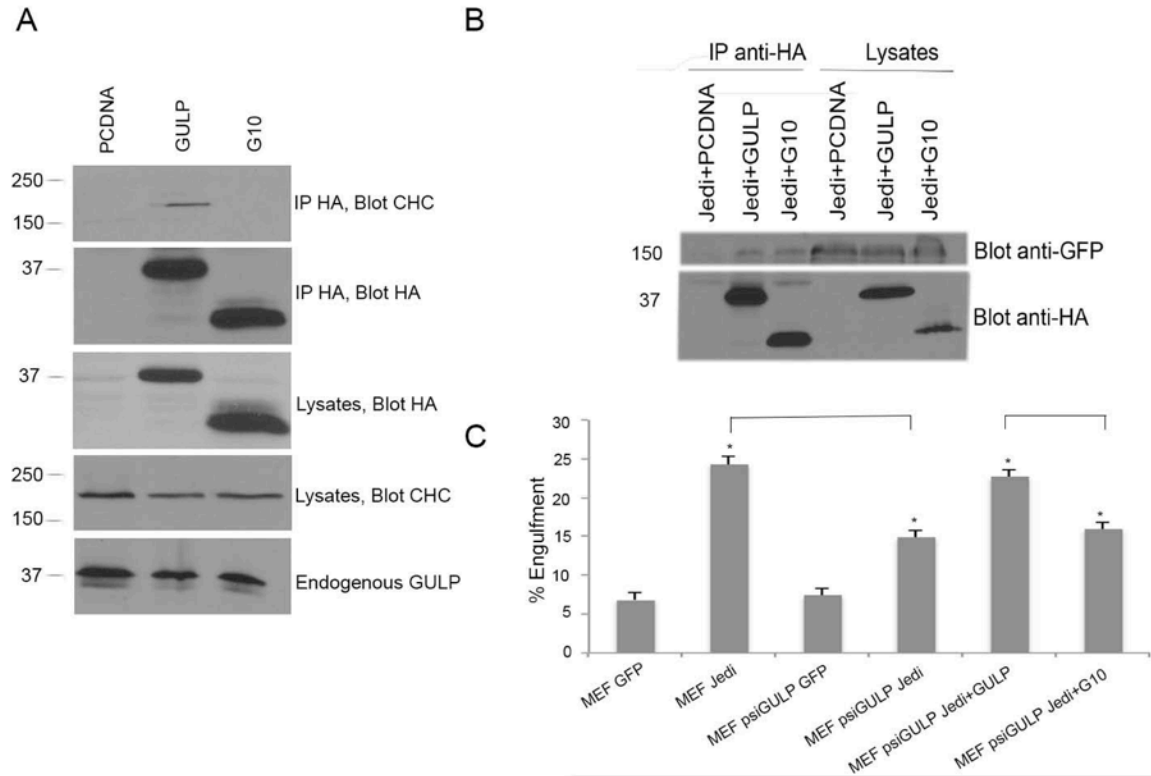 A
PCDNA
GULP
G10
250
150
IP HA, Blot CHC
37
IP HA, Blot HA
37
Lysates, Blot HA
250
150
Lysates, Blot CHC
37
Endogenous GULP
B
IP anti-HA
Lysates
Jedi+PCDNA
Jedi+GULP
Jedi+G10
Jedi+PCDNA
Jedi+GULP
Jedi+G10
150
Blot anti-GFP
37
Blot anti-HA
C
% Engulfment
30
25
20
15
10
5
0
*
*
*
*
MEF GFP
MEF Jedi
MEF psiGULP GFP
MEF psiGULP Jedi
MEF psiGULP Jedi+GULP
MEF psiGULP Jedi+G10